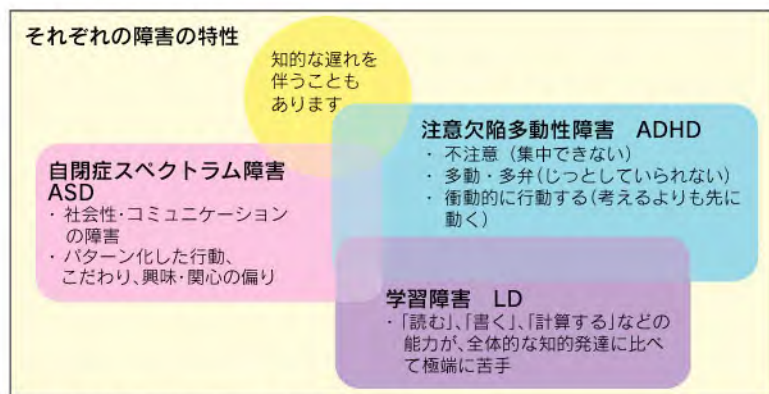 それぞれの障害の特性
知的な遅れを
伴うことも
あります
注意欠陥多動性障害　ADHD
・ 不注意（集中できない）
・ 多動・多弁(じっとしていられない)
・ 衝動的に行動する(考えるよりも先に
動く)
自閉症スペクトラム障害
ASD
・社会性・コミュニケーション
の障害
・パターン化した行動、
こだわり、興味・関心の偏り
学習障害　LD
・「読む」、「書く」、「計算する」などの
能力が、全体的な知的発達に比べ
て極端に苦手